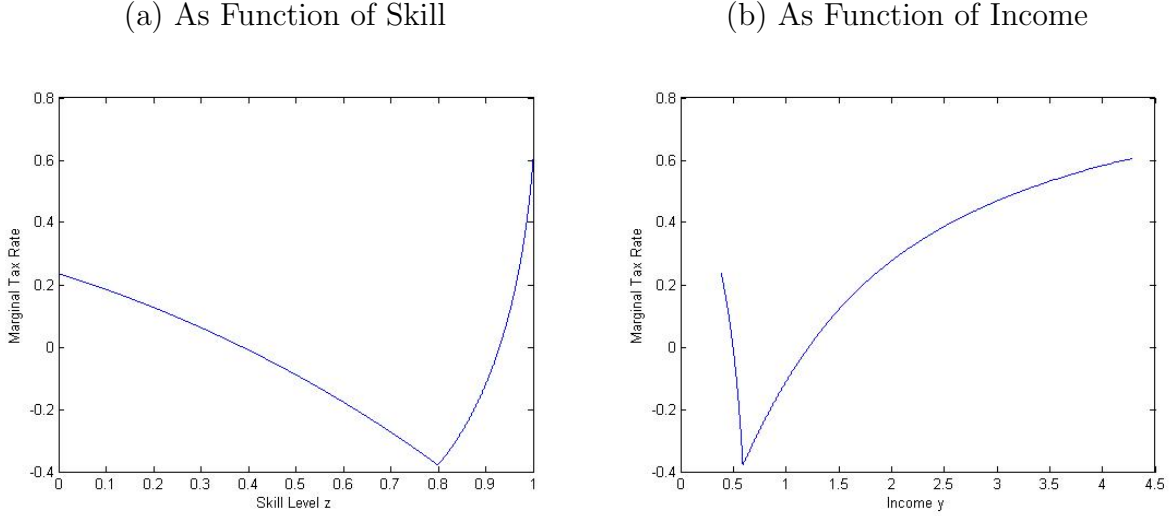 (a) As Function of Skill
(b) As Function of Income
0.8
0.6
0.4
0.2
0
-0.2
-0.4
Marginal Tax Rate
0 0.1 0.2 0.3 0.4 0.5 0.6 0.7 0.8 0.9 1
Skill Level z
0.8
0.6
0.4
0.2
0
-0.2
-0.4
Marginal Tax Rate
0 0.5 1 1.5 2 2.5 3 3.5 4 4.5
Income y